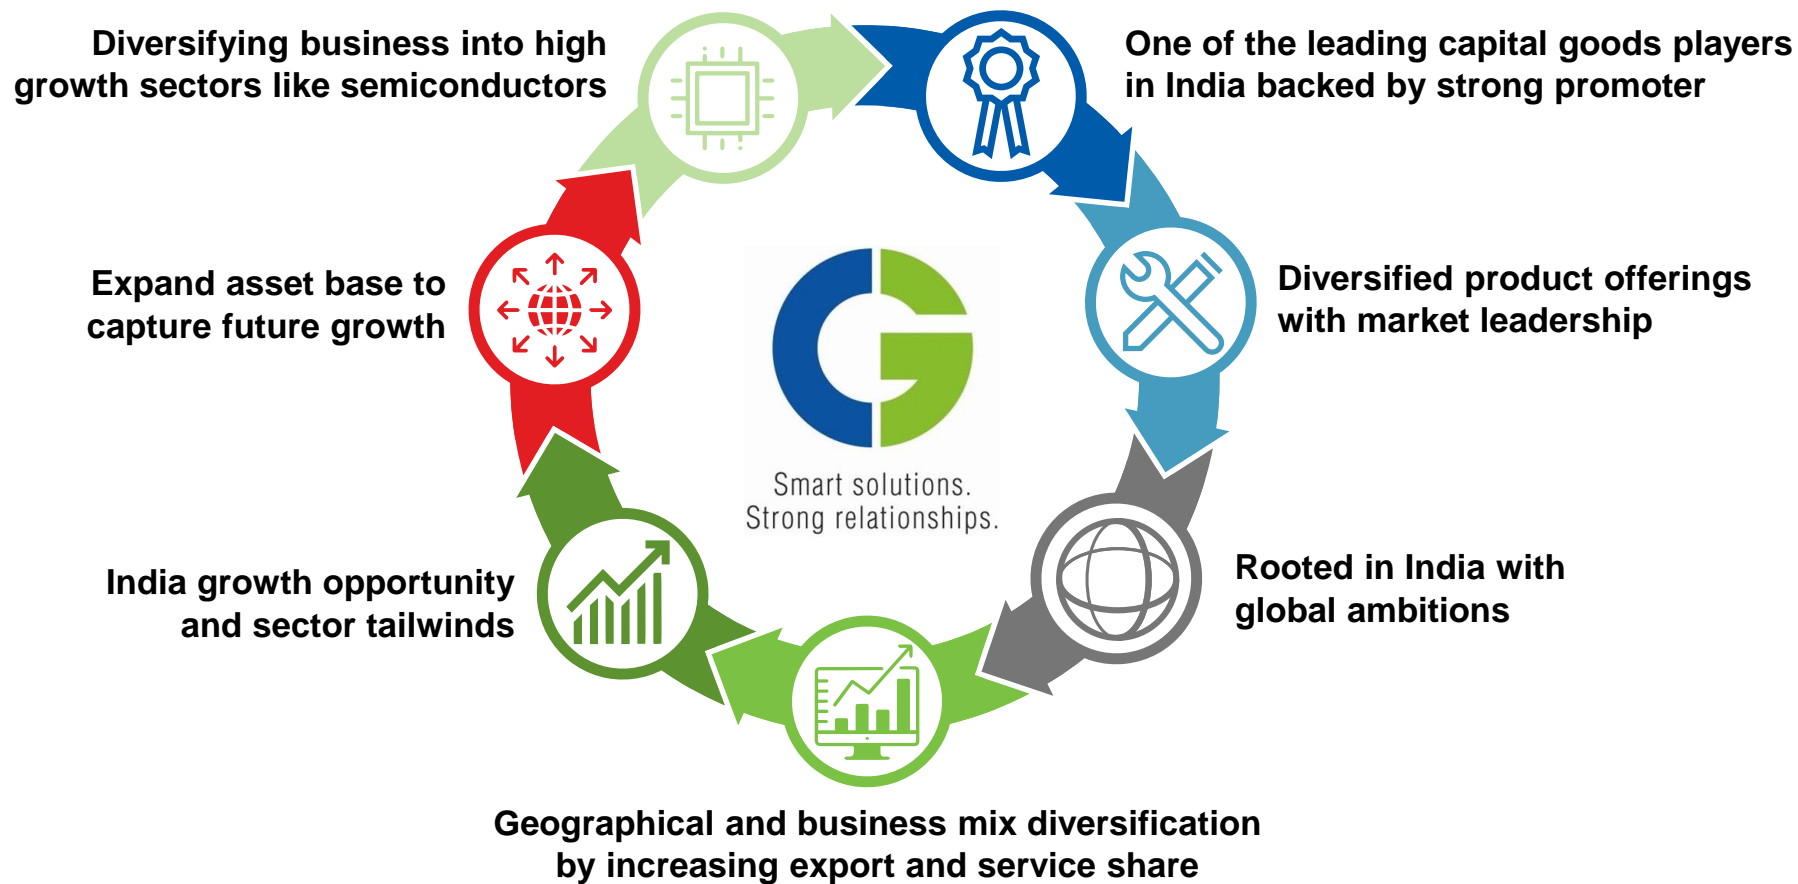 Diversifying business into high
growth sectors like semiconductors
One of the leading capital goods players
in India backed by strong promoter
Expand asset base to
capture future growth
Diversified product offerings
with market leadership
Smart solutions.
Strong relationships.
India growth opportunity
and sector tailwinds
Rooted in India with
global ambitions
Geographical and business mix diversification
by increasing export and service share